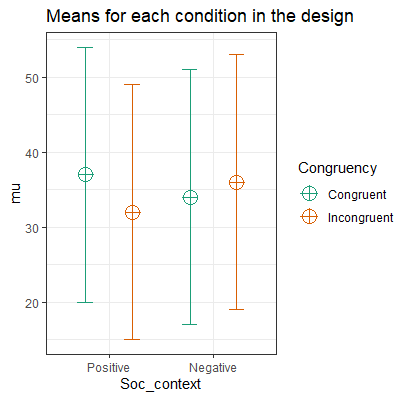 Means for each condition in the design
50
40
30
20
mu
Positive
Negative
Soc_context
Congruency
Congruent
Incongruent